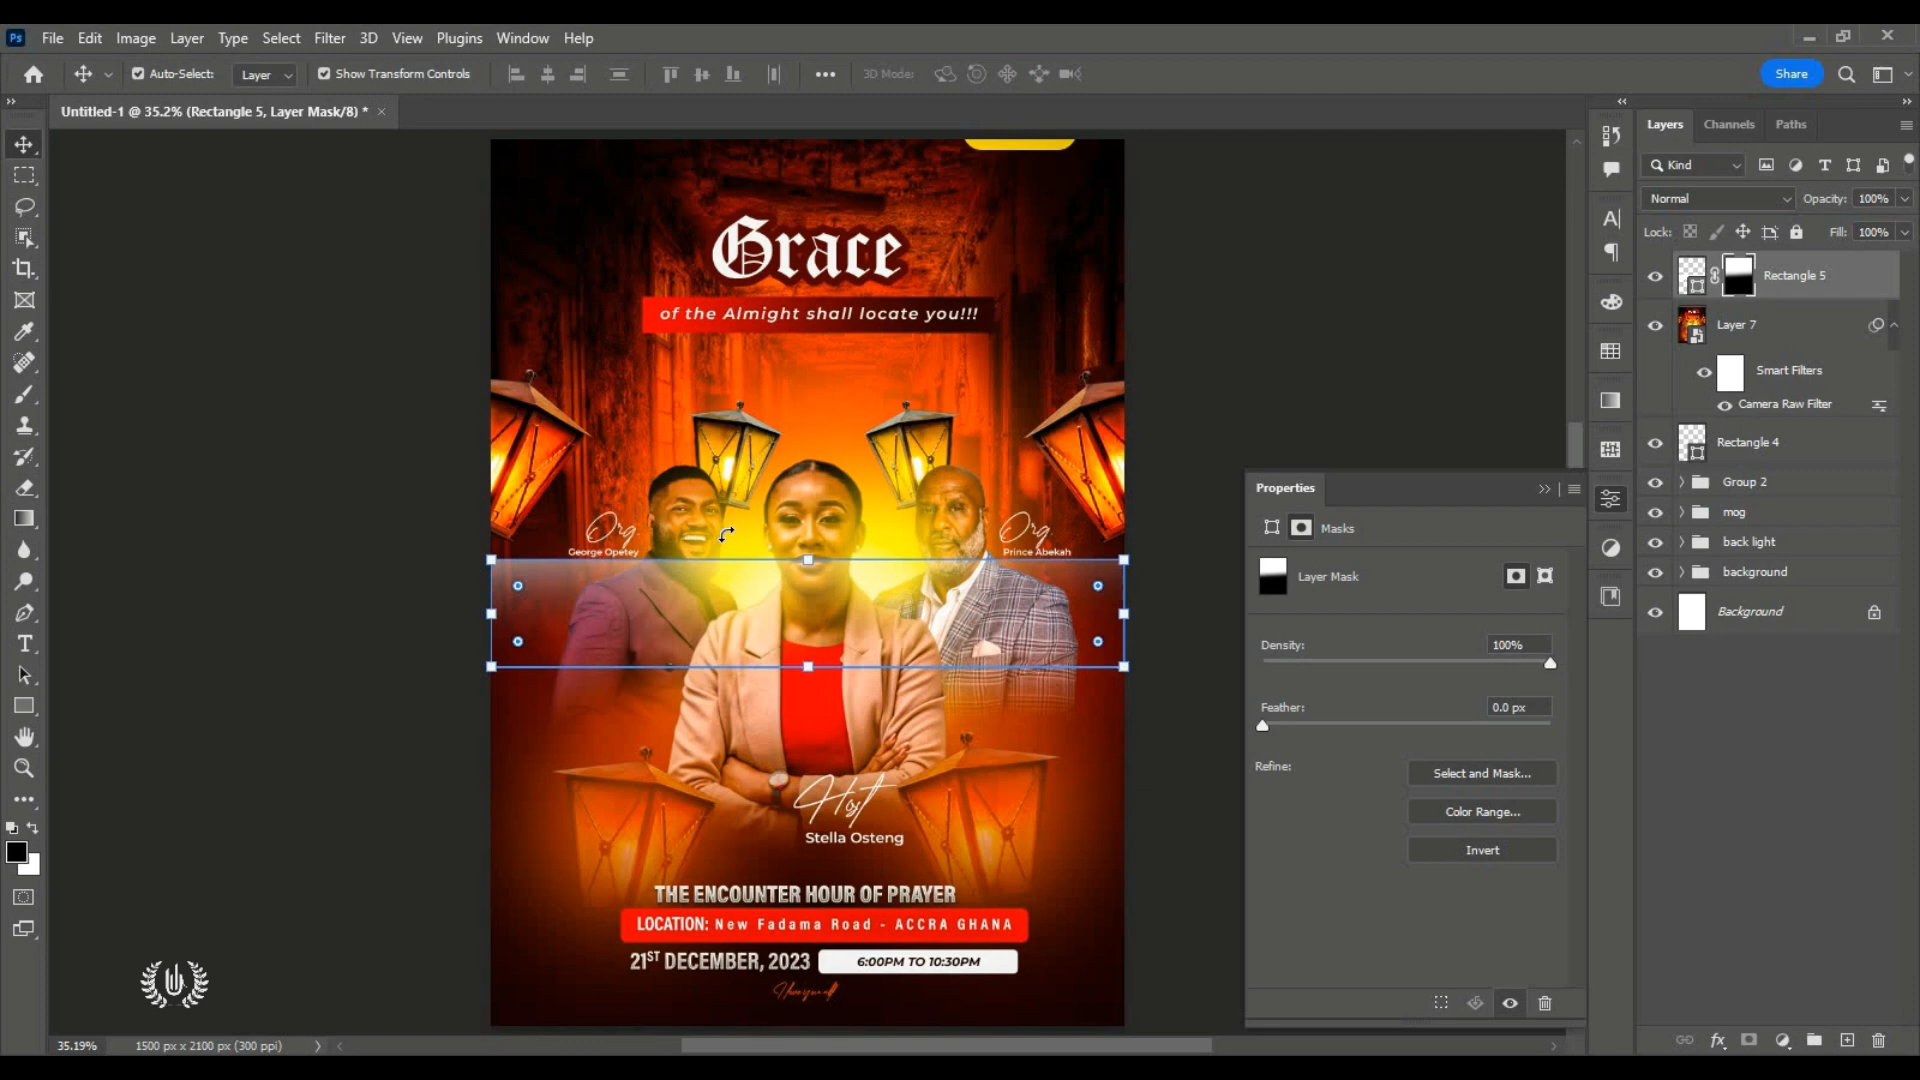 Ps File Edit Image Layer Type Select Filter 3D View Plugins Window Help
Auto-Select: Layer Show Transform Controls 3D Mode: Share
Untitled-1 @ 35.2% (Rectangle 5, Layer Mask/8) *
Grace
of the Almight shall locate you!!!
Org.
George Opetey
Org.
Prince Abekah
Host
Stella Osteng
THE ENCOUNTER HOUR OF PRAYER
LOCATION: New Fadama Road - ACCRA GHANA
21ST DECEMBER, 2023 6:00PM TO 10:30PM
35.19% 1500 px x 2100 px (300 ppi)
Properties
Masks
Layer Mask
Density: 100%
Feather: 0.0 px
Refine: Select and Mask...
Color Range...
Invert
Layers Channels Paths
Kind
Normal Opacity: 100%
Lock: Fill: 100%
Rectangle 5
Layer 7
Smart Filters
Camera Raw Filter
Rectangle 4
Group 2
mog
back light
background
Background
fx